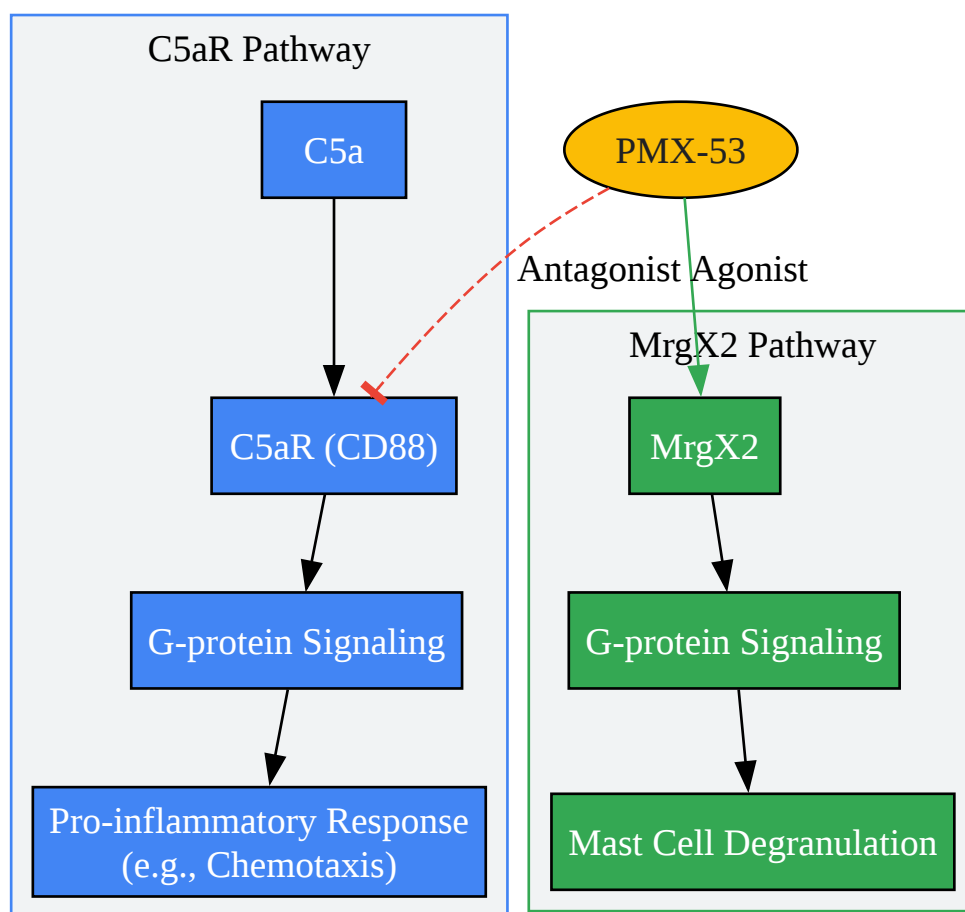 C5aR Pathway
C5a
PMX-53
Antagonist
Agonist
MrgX2 Pathway
C5aR (CD88)
MrgX2
G-protein Signaling
G-protein Signaling
Pro-inflammatory Response
(e.g., Chemotaxis)
Mast Cell Degranulation